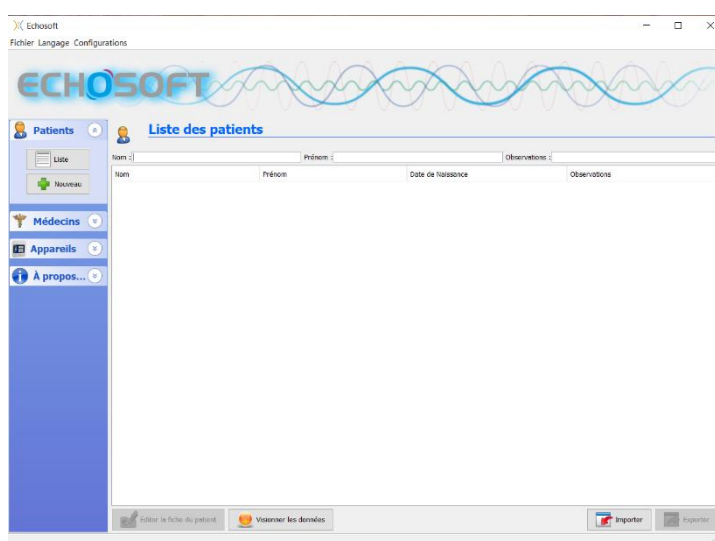 Echosoft
Fichier Langage Configurations
ECHOSOFT
Patients
Liste
Nouveau
Médecins
Appareils
À propos...
Liste des patients
Nom : Prénom : Observations :
Nom Prénom Date de Naissance Observations
Editer la fiche du patient Visionner les données Importer Exporter